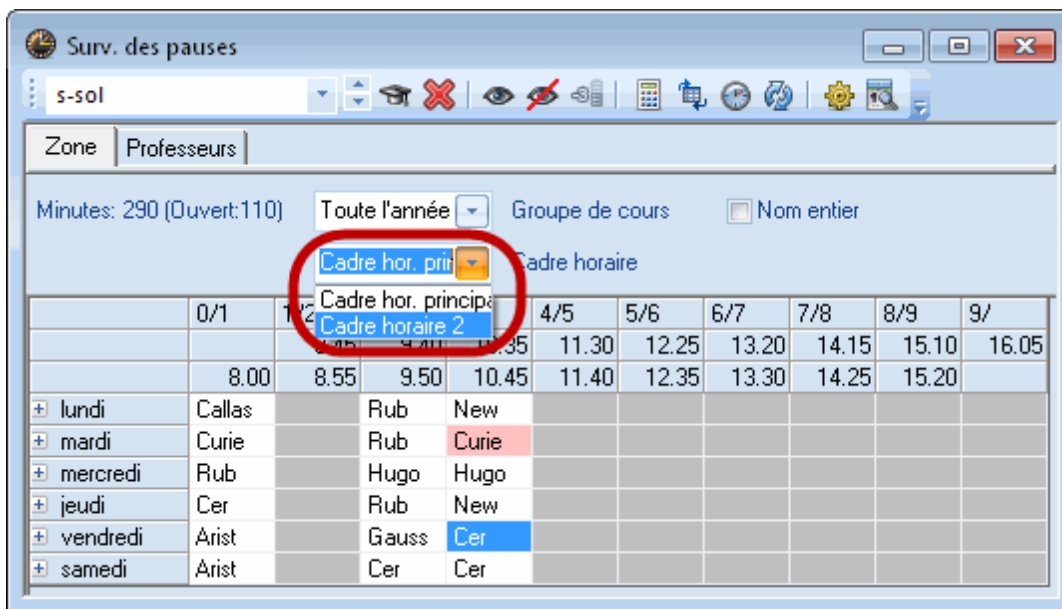 Surv. des pauses
s-sol
Zone Professeurs
Minutes: 290 (Ouvert:110) Toute l'année Groupe de cours Nom entier
Cadre hor. prin Cadre horaire
Cadre hor. principa
Cadre horaire 2
0/1 4/5 5/6 6/7 7/8 8/9 9/
11.30 12.25 13.20 14.15 15.10 16.05
8.00 8.55 9.50 10.45 11.40 12.35 13.30 14.25 15.20
lundi Callas Rub New
mardi Curie Rub Curie
mercredi Rub Hugo Hugo
jeudi Cer Rub New
vendredi Arist Gauss Cer
samedi Arist Cer Cer